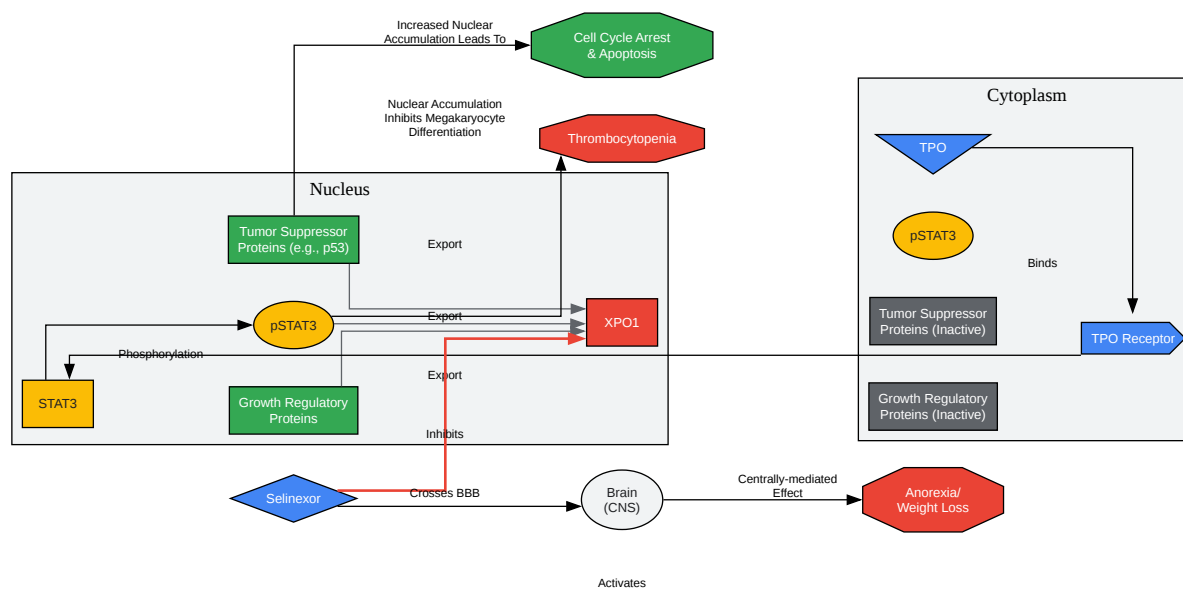 Increased Nuclear
Accumulation Leads To
Cell Cycle Arrest
& Apoptosis
Nuclear Accumulation
Inhibits Megakaryocyte
Differentiation
Thrombocytopenia
Cytoplasm
TPO
pSTAT3
Binds
Tumor Suppressor
Proteins (Inactive)
TPO Receptor
Growth Regulatory
Proteins (Inactive)
Nucleus
Tumor Suppressor
Proteins (e.g., p53)
Export
pSTAT3
Export
XPO1
Phosphorylation
Export
STAT3
Growth Regulatory
Proteins
Inhibits
Selinexor
Crosses BBB
Brain
(CNS)
Centrally-mediated
Effect
Anorexia/
Weight Loss
Activates